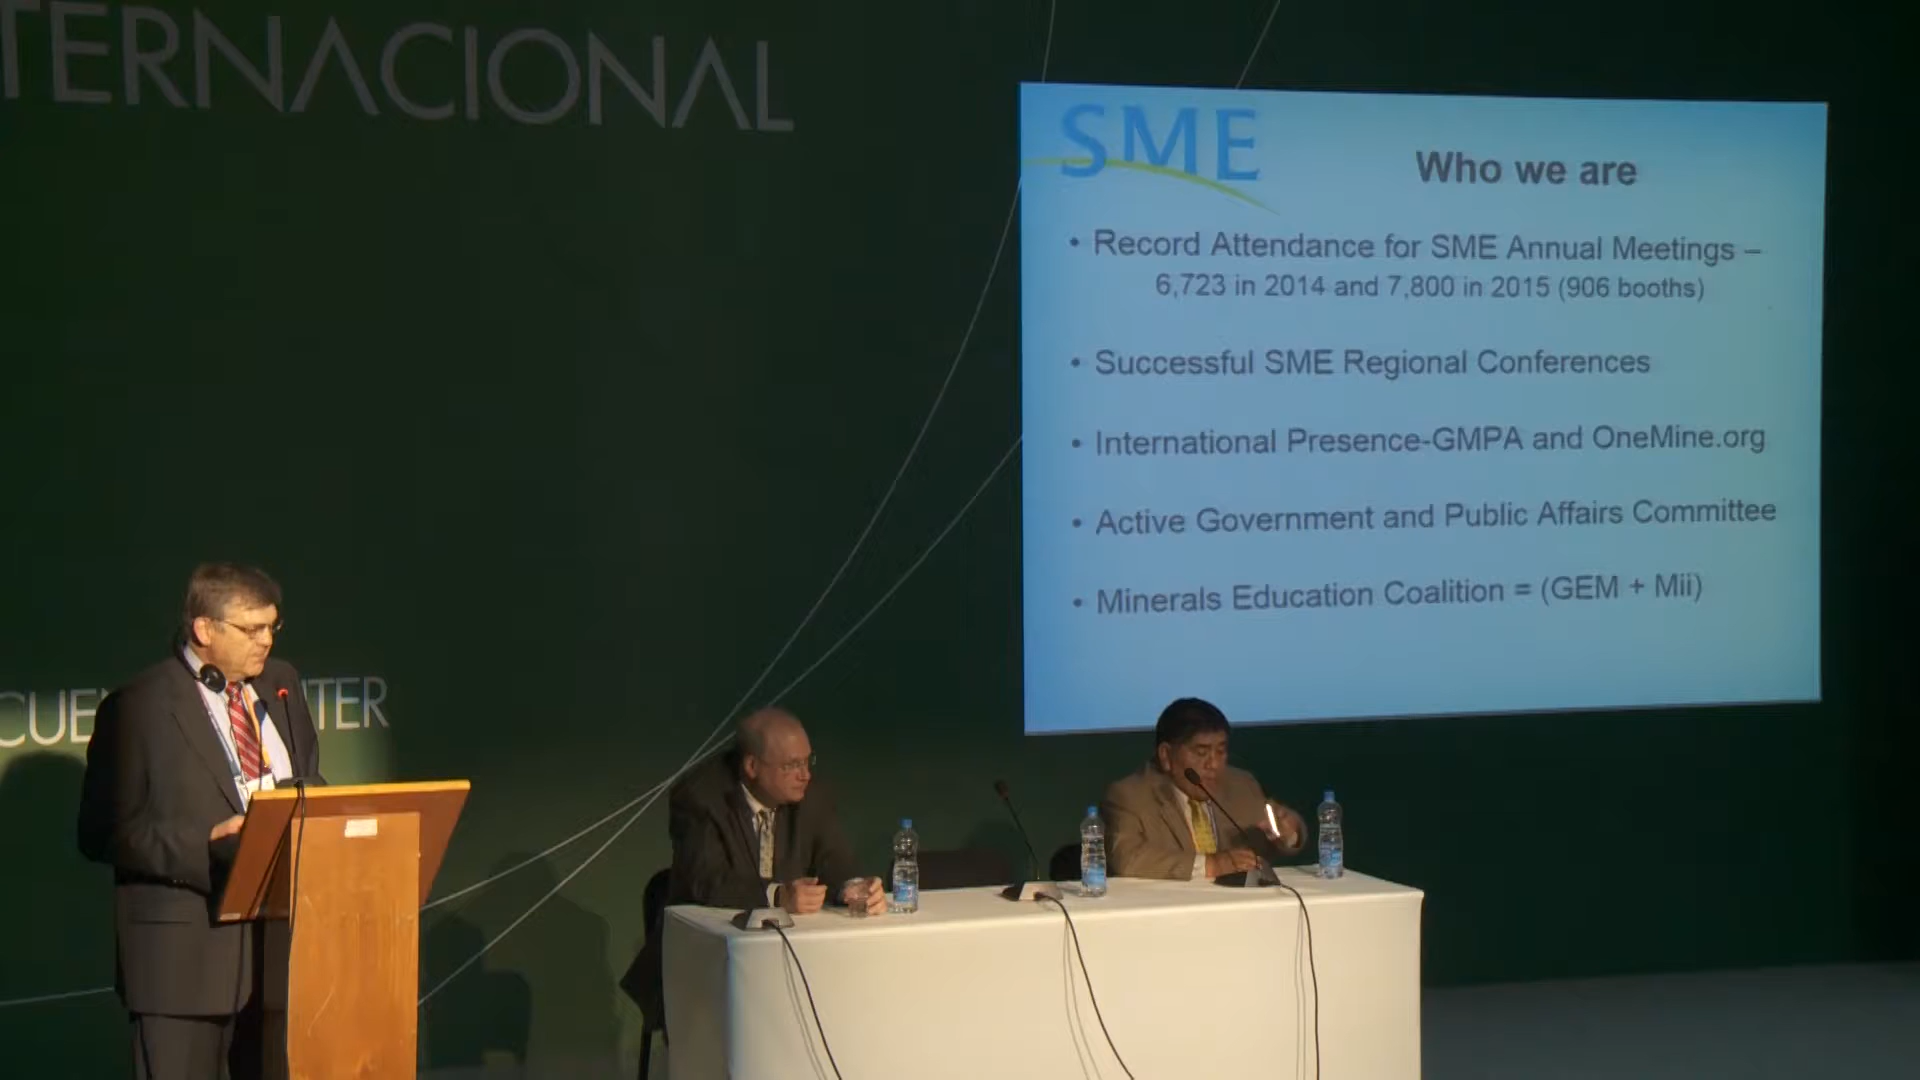 TERNACIONAL
SME
Who we are
• Record Attendance for SME Annual Meetings –
6,723 in 2014 and 7,800 in 2015 (906 booths)
• Successful SME Regional Conferences
• International Presence-GMPA and OneMine.org
• Active Government and Public Affairs Committee
• Minerals Education Coalition = (GEM + Mii)
CUE TER